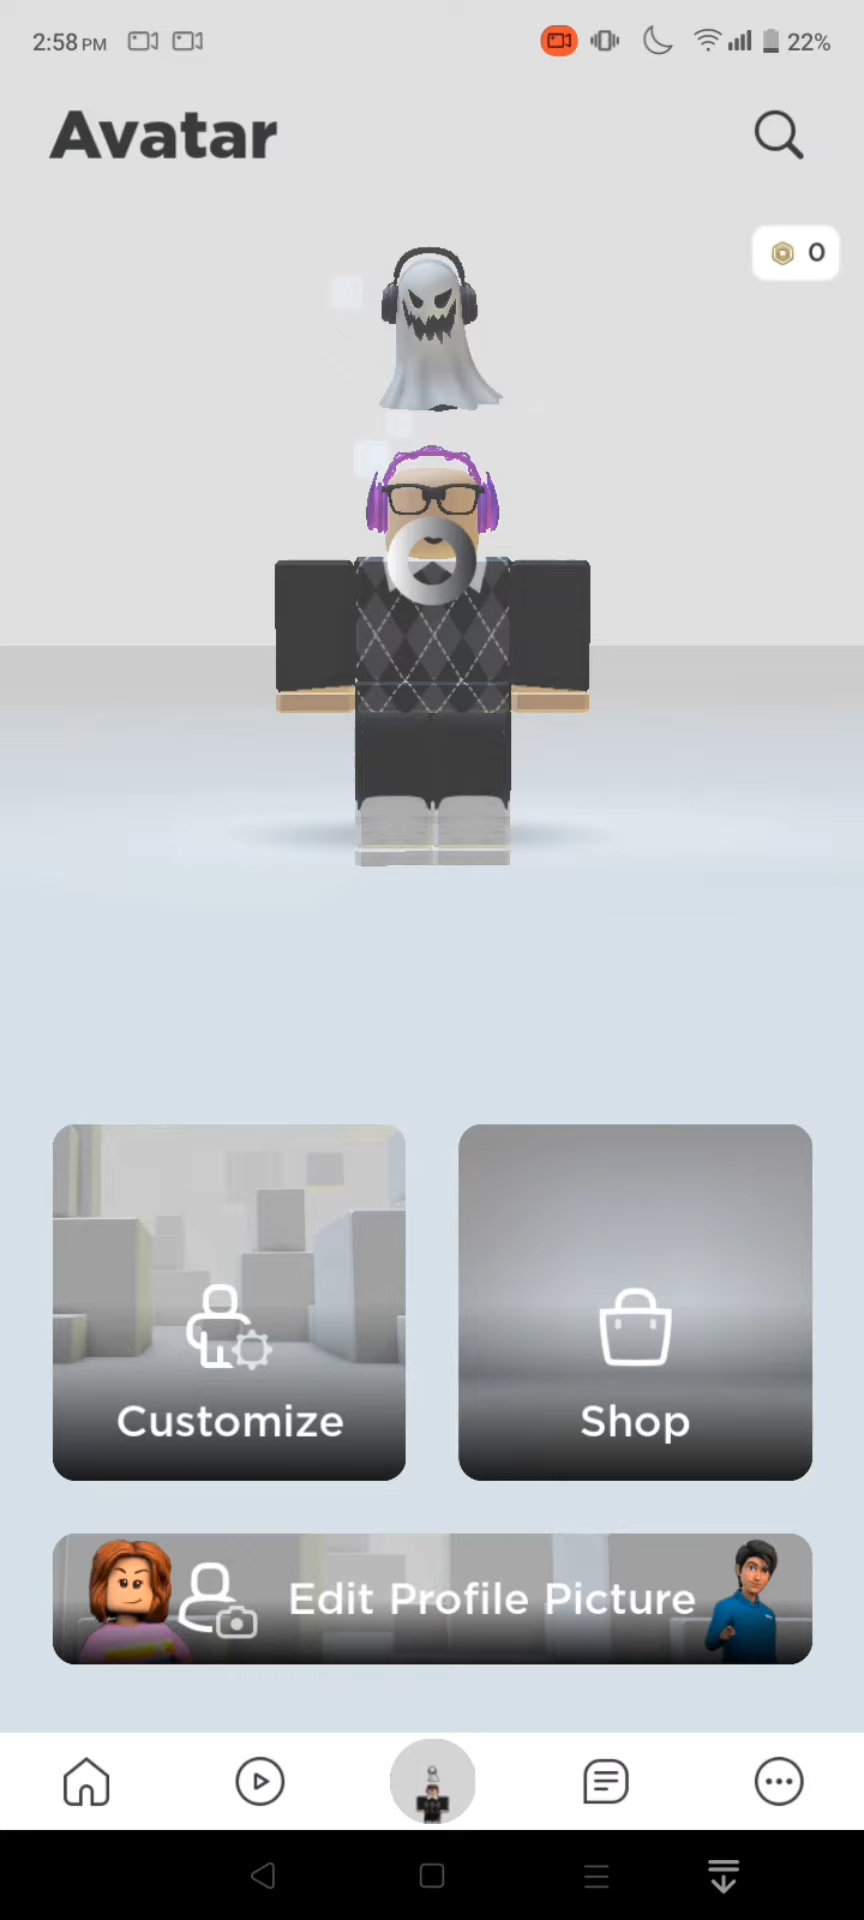 2:58 PM
22%
Avatar
0
Customize
Shop
Edit Profile Picture